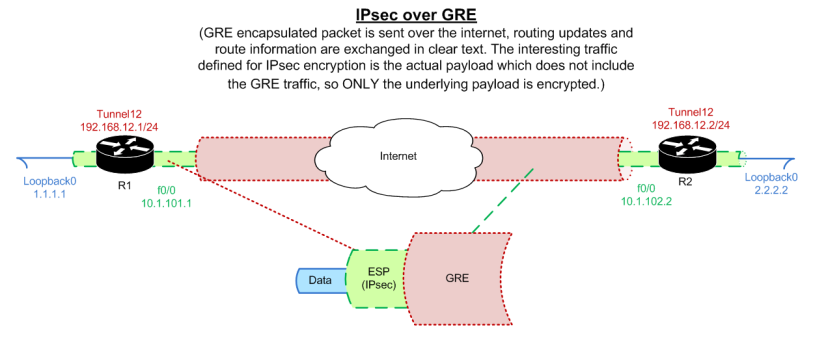 IPsec over GRE
(GRE encapsulated packet is sent over the internet, routing updates and
route information are exchanged in clear text. The interesting traffic
defined for IPsec encryption is the actual payload which does not include
the GRE traffic, so ONLY the underlying payload is encrypted.)
Tunnel12
192.168.12.1/24
Tunnel12
192.168.12.2/24
Internet
Loopback0
1.1.1.1
R1
f0/0
10.1.101.1
f0/0
10.1.102.2
R2
Loopback0
2.2.2.2
Data
ESP
(IPsec)
GRE